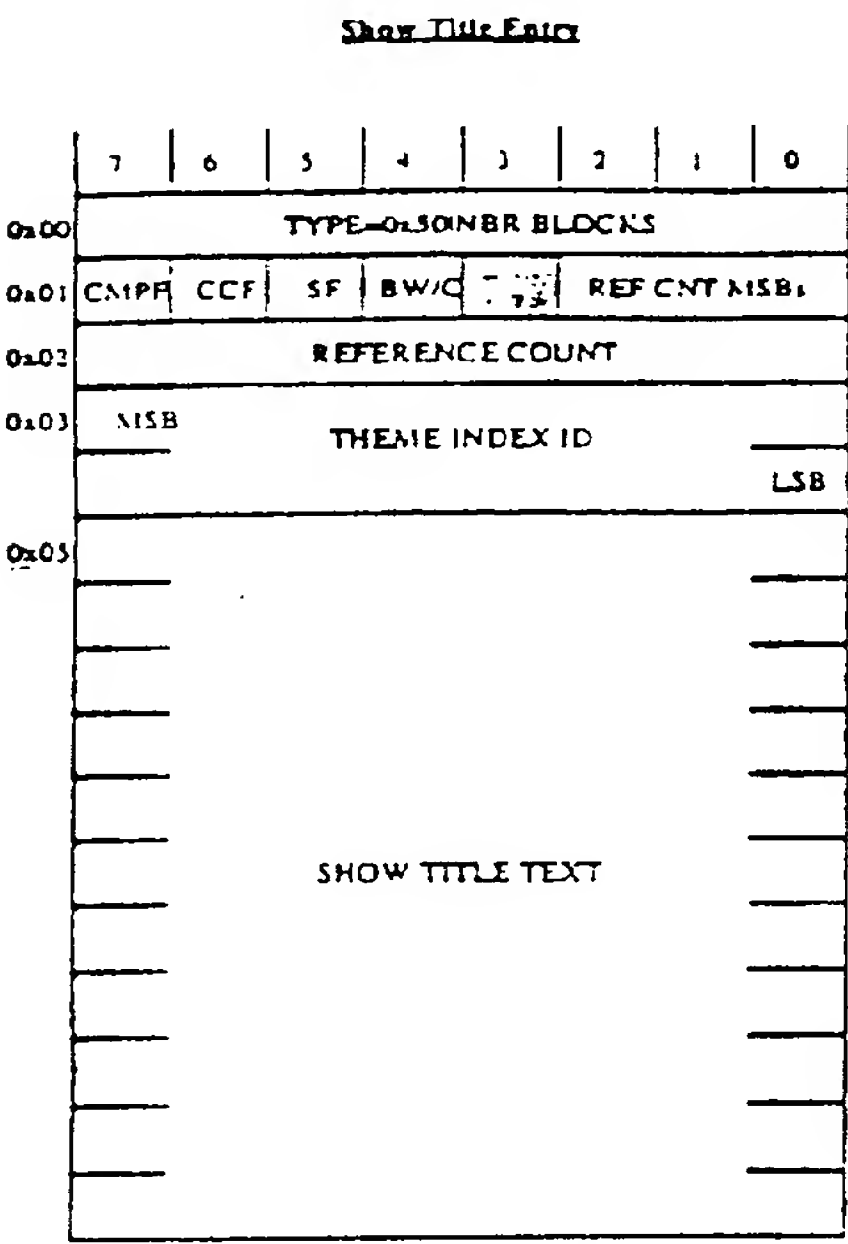 Show Title Entry
7 6 5 4 3 2 1 0
0x00 TYPE=0x50|NBR BLOCKS
0x01 CMPF CCF SF BW/C REF CNT MSBs
0x02 REFERENCE COUNT
0x03 MSB
THEME INDEX ID
LSB
0x05
SHOW TITLE TEXT